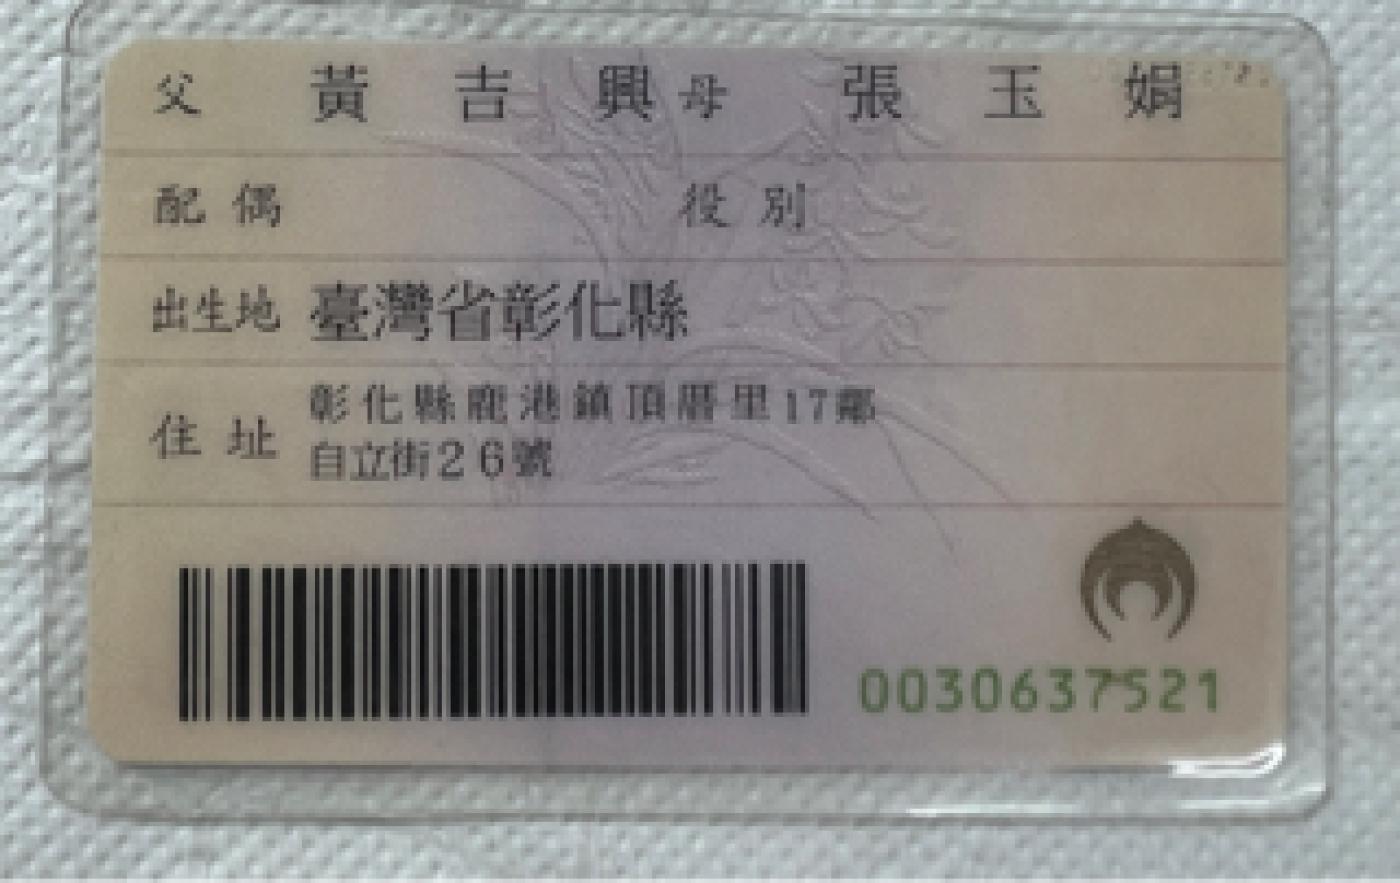 父 黃吉興 母 張玉娟
配偶 役別
出生地 臺灣省彰化縣
住址 彰化縣鹿港鎮頂厝里17鄰
自立街26號
0030637521